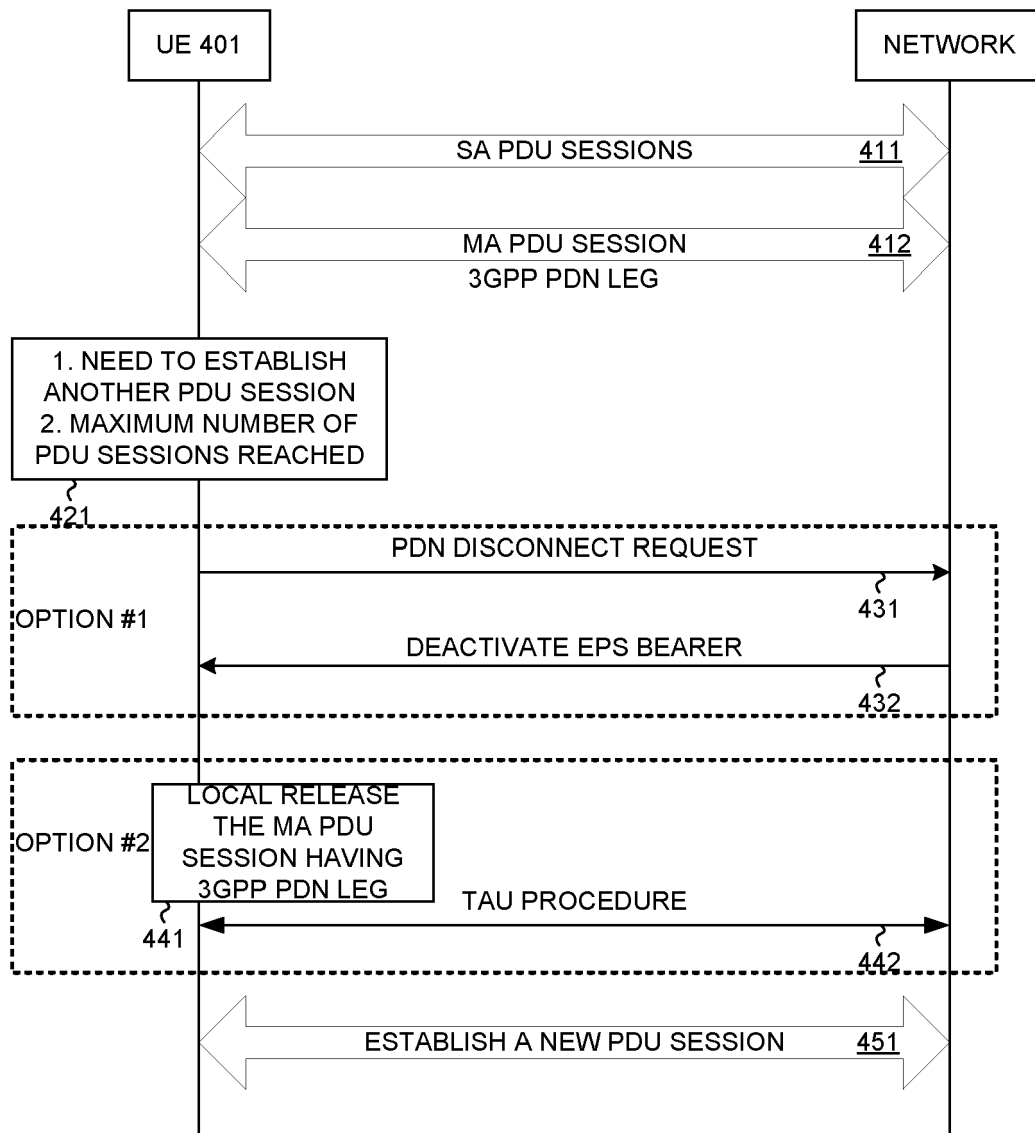 UE 401
NETWORK
SA PDU SESSIONS 411
MA PDU SESSION 412
3GPP PDN LEG
1. NEED TO ESTABLISH
ANOTHER PDU SESSION
2. MAXIMUM NUMBER OF
PDU SESSIONS REACHED
421
PDN DISCONNECT REQUEST
431
OPTION #1
DEACTIVATE EPS BEARER
432
LOCAL RELEASE
THE MA PDU
SESSION HAVING
3GPP PDN LEG
OPTION #2
TAU PROCEDURE
441
442
ESTABLISH A NEW PDU SESSION 451